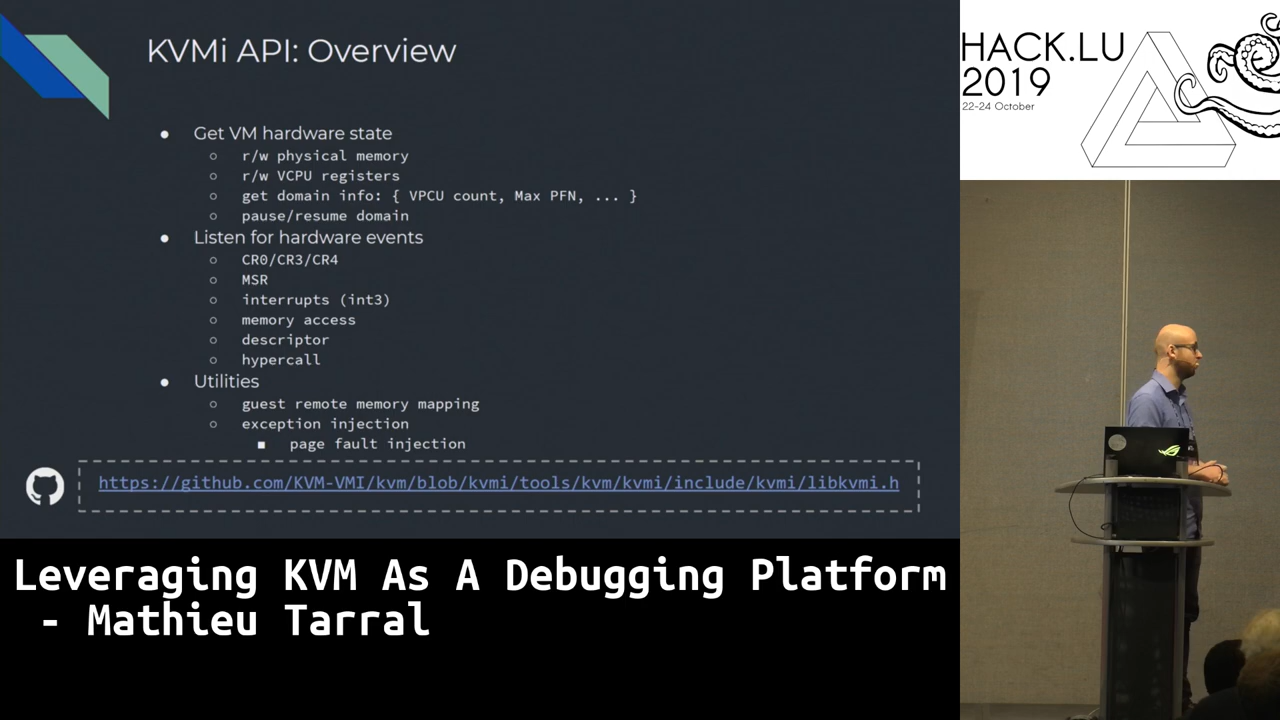 KVMi API: Overview
● Get VM hardware state
○ r/w physical memory
○ r/w VCPU registers
○ get domain info: { VPCU count, Max PFN, ... }
○ pause/resume domain
● Listen for hardware events
○ CR0/CR3/CR4
○ MSR
○ interrupts (int3)
○ memory access
○ descriptor
○ hypercall
● Utilities
○ guest remote memory mapping
○ exception injection
■ page fault injection
https://github.com/KVM-VMI/kvm/blob/kvmi/tools/kvm/kvmi/include/kvmi/libkvmi.h
Leveraging KVM As A Debugging Platform
- Mathieu Tarral
HACK.LU
2019
22-24 October